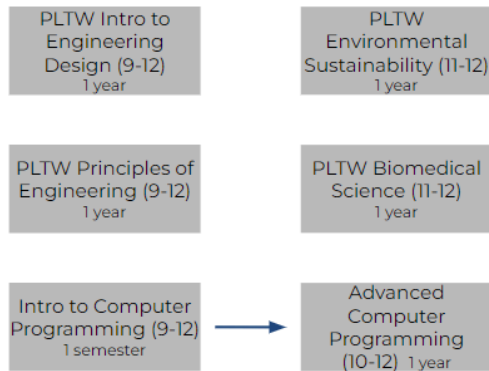 PLTW Intro to
Engineering
Design (9-12)
1 year
PLTW
Environmental
Sustainability (11-12)
1 year
PLTW Principles of
Engineering (9-12)
1 year
PLTW Biomedical
Science (11-12)
1 year
Intro to Computer
Programming (9-12)
1 semester
Advanced
Computer
Programming
(10-12) 1 year